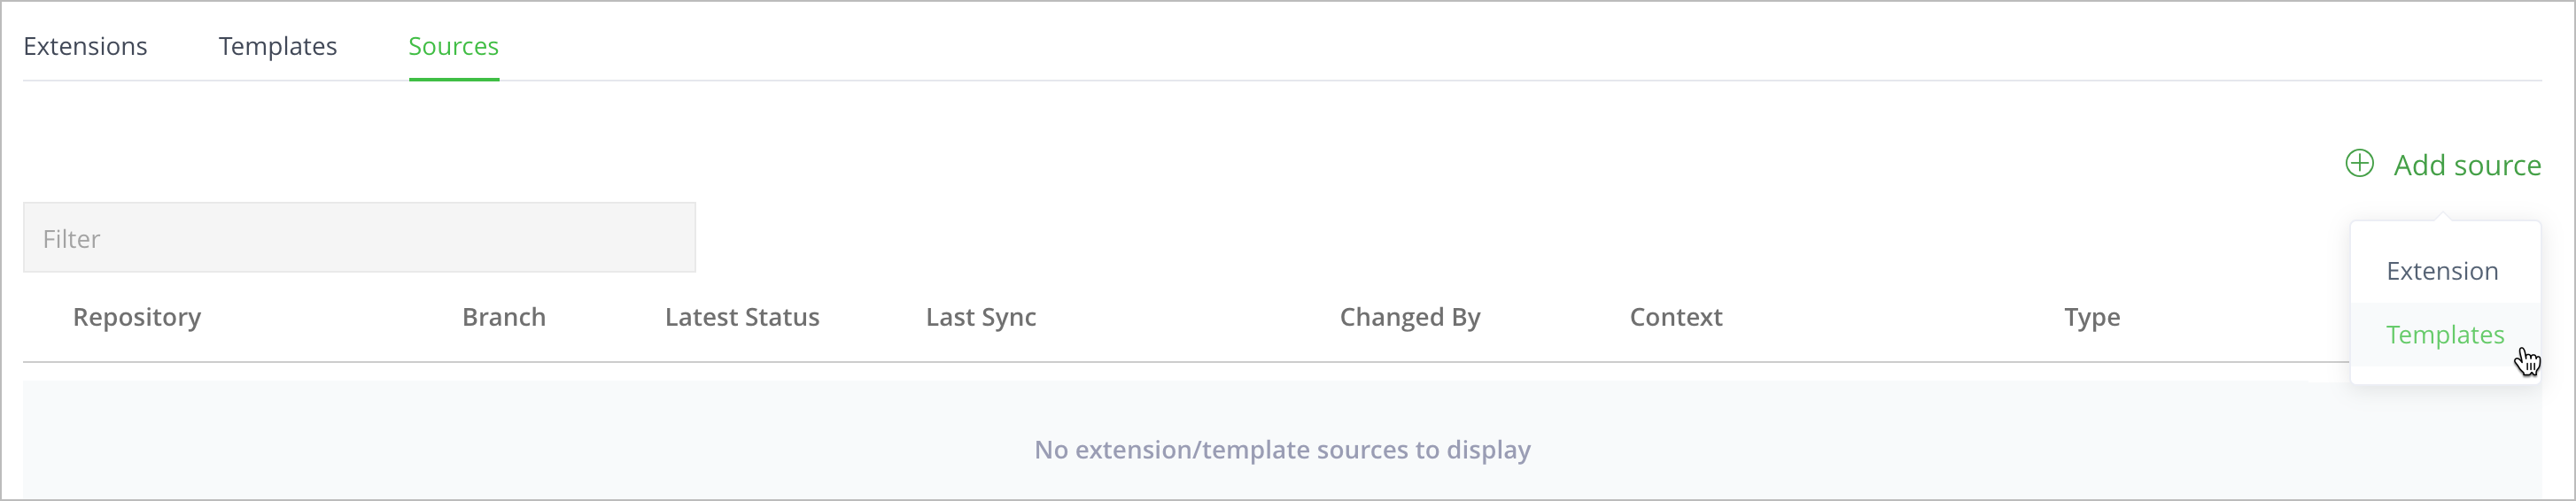 Extensions Templates Sources
Add source
Filter
Extension
Repository Branch Latest Status Last Sync Changed By Context Type
Templates
No extension/template sources to display